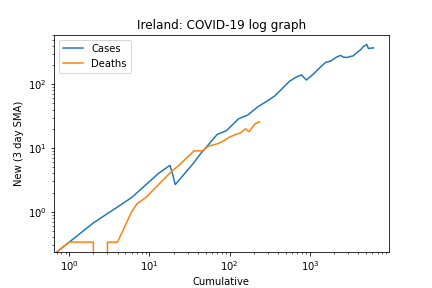 Ireland: COVID-19 log graph
Cases
Deaths
New (3 day SMA)
10²
10¹
10⁰
10⁰ 10¹ 10² 10³
Cumulative